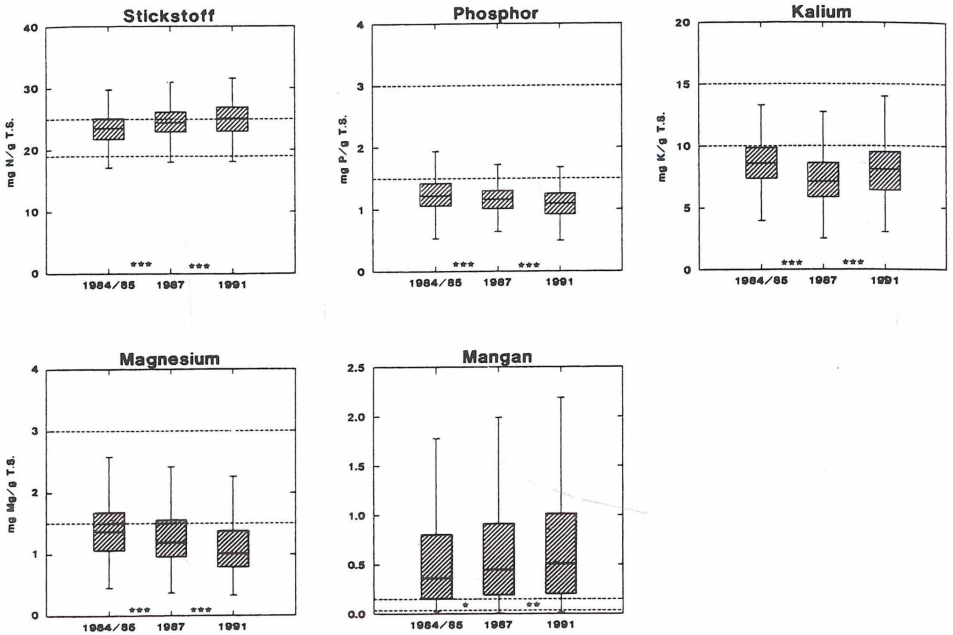 Stickstoff
40
30
20
10
0
mg N/g T.S.
*** ***
1984/85 1987 1991
Phosphor
4
3
2
1
0
mg P/g T.S.
*** ***
1984/85 1987 1991
Kalium
20
15
10
5
0
mg K/g T.S.
*** ***
1984/85 1987 1991
Magnesium
4
3
2
1
0
mg Mg/g T.S.
*** ***
1984/85 1987 1991
Mangan
2.5
2.0
1.5
1.0
0.5
0.0
* **
1984/85 1987 1991